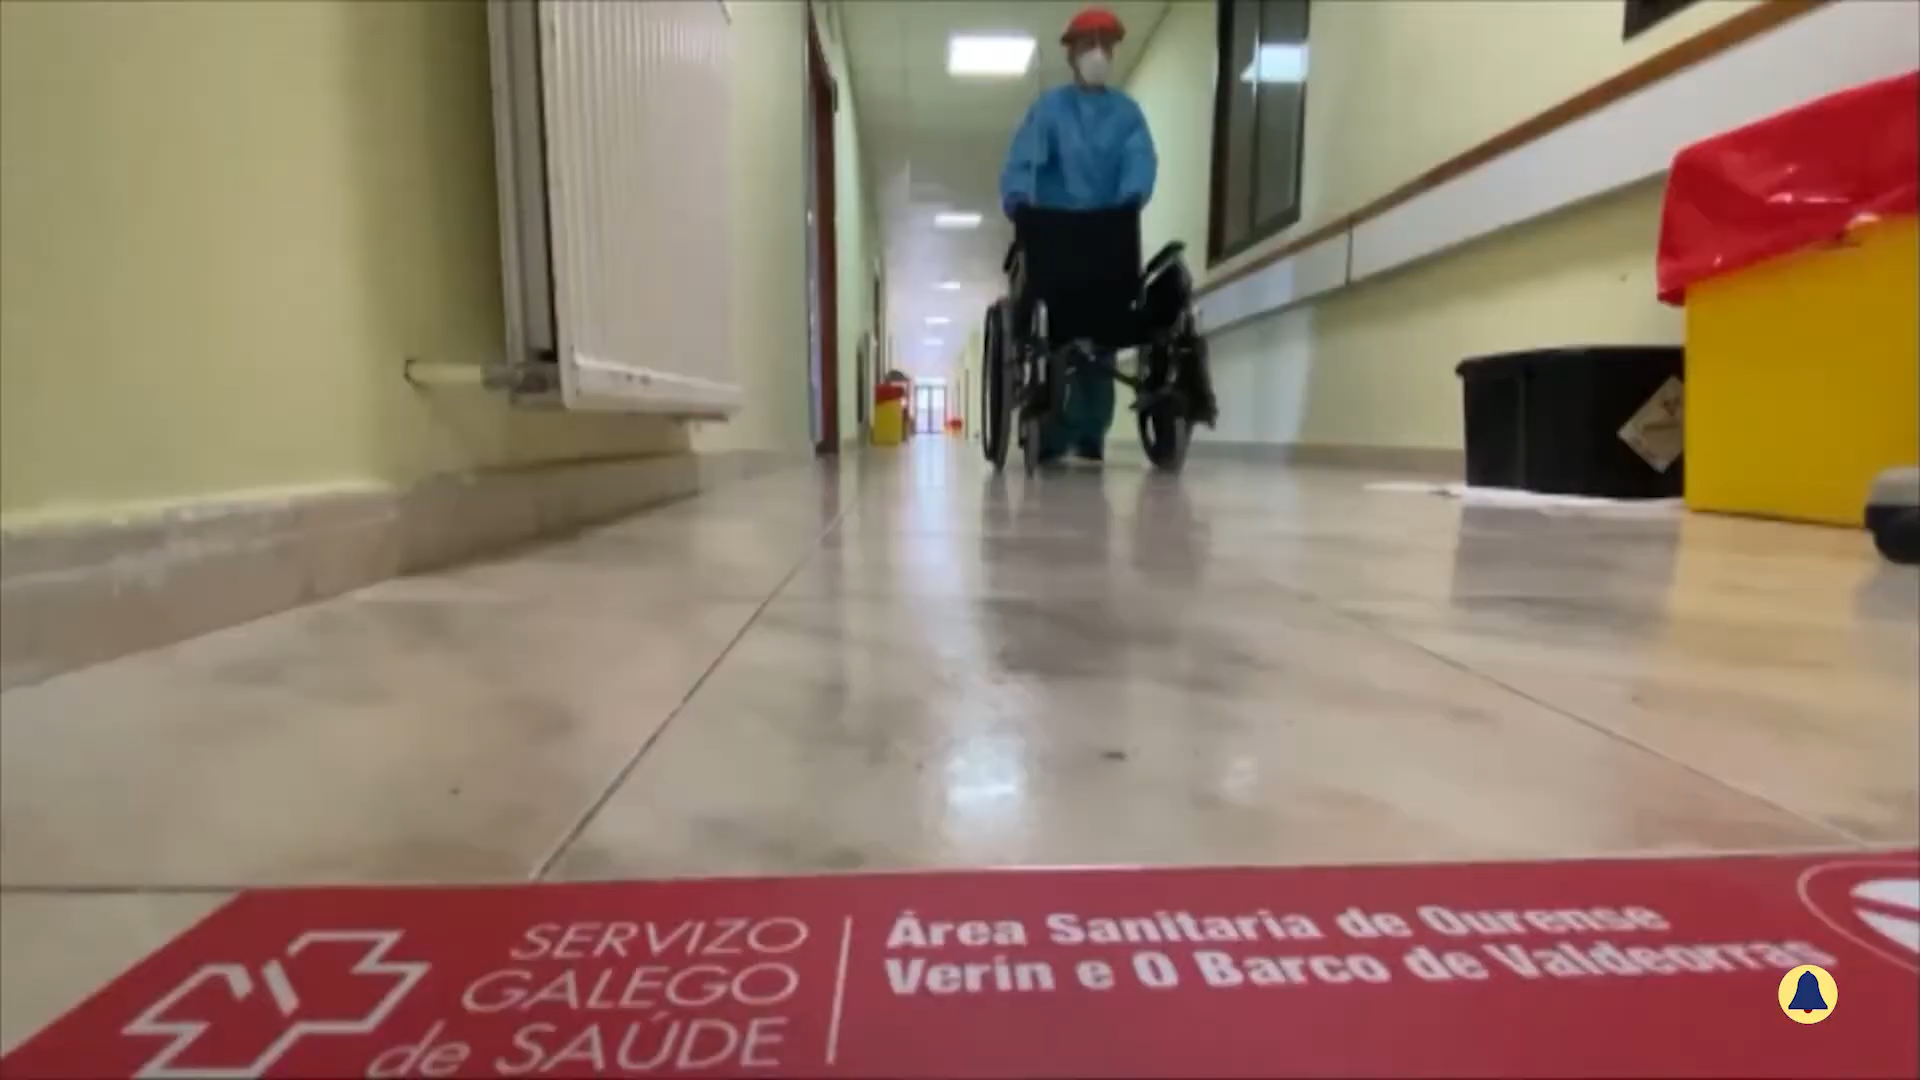 SERVIZO
GALEGO
de SAÚDE
Área Sanitaria de Ourense
Verín e O Barco de Valdeorras